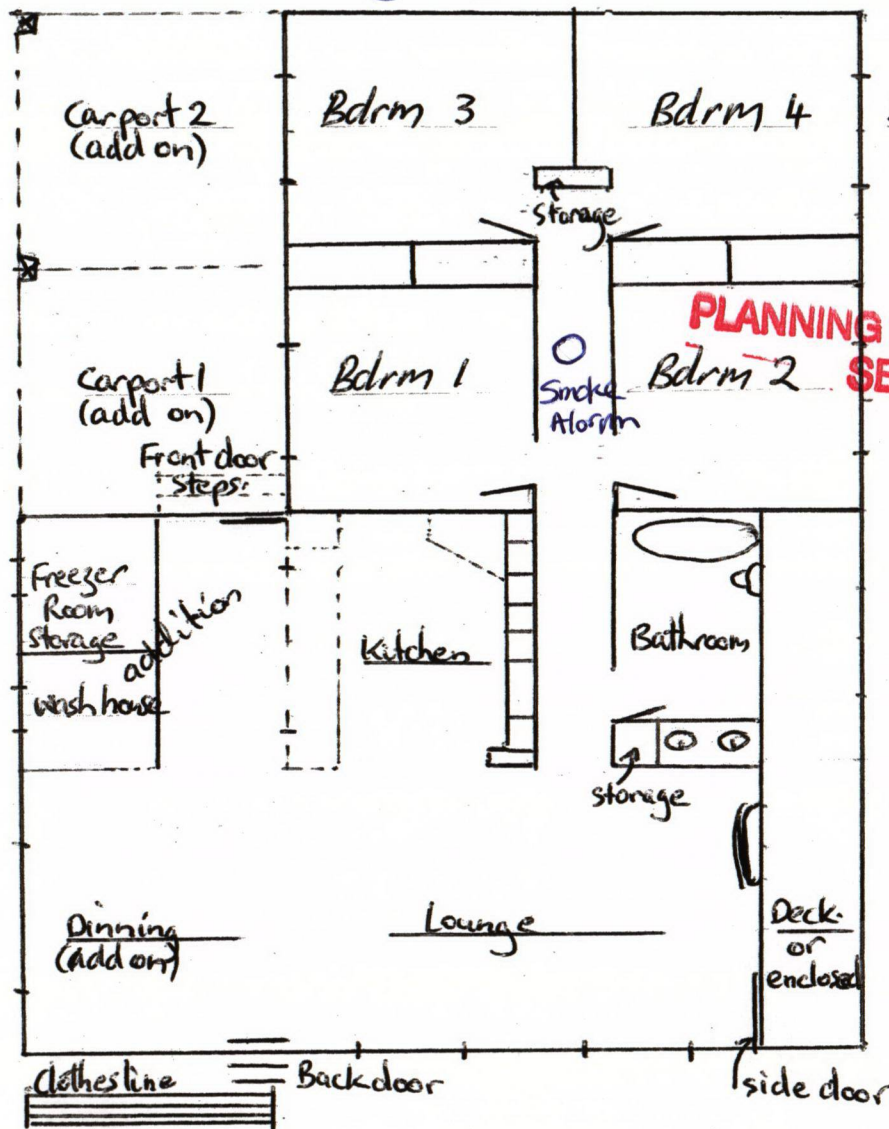 Carport 2
(add on)
Bdrm 3
Bdrm 4
storage
Carport 1
(add on)
Bdrm 1
Smoke
Alorm
Bdrm 2
PLANNING
SE
Front door
steps
Freezer
Room
storage
addition
wash house
Kitchen
Bathroom
storage
Dinning
(add on)
Lounge
Deck
or
enclosed
Clothesline
Backdoor
side door